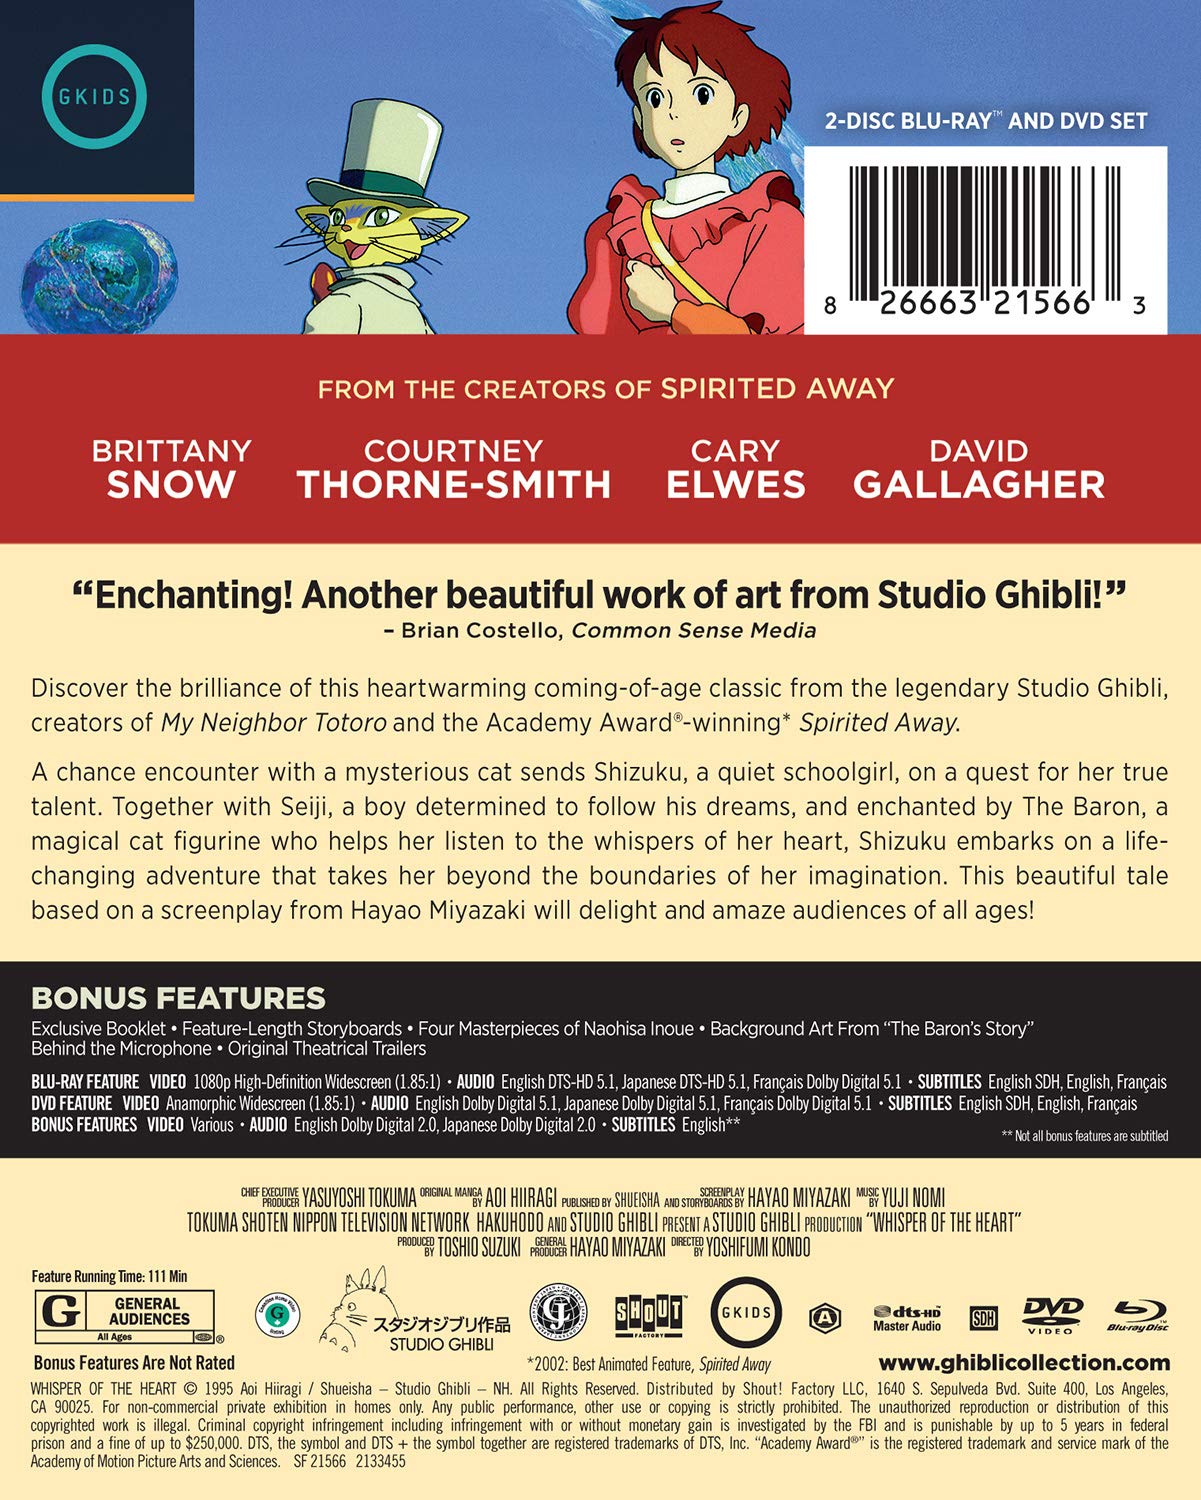 GKIDS
2-DISC BLU-RAY™ AND DVD SET
8 26663 21566 3
FROM THE CREATORS OF SPIRITED AWAY
BRITTANY SNOW
COURTNEY THORNE-SMITH
CARY ELWES
DAVID GALLAGHER
“Enchanting! Another beautiful work of art from Studio Ghibli!”
– Brian Costello, Common Sense Media
Discover the brilliance of this heartwarming coming-of-age classic from the legendary Studio Ghibli,
creators of My Neighbor Totoro and the Academy Award®-winning* Spirited Away.
A chance encounter with a mysterious cat sends Shizuku, a quiet schoolgirl, on a quest for her true
talent. Together with Seiji, a boy determined to follow his dreams, and enchanted by The Baron, a
magical cat figurine who helps her listen to the whispers of her heart, Shizuku embarks on a life-
changing adventure that takes her beyond the boundaries of her imagination. This beautiful tale
based on a screenplay from Hayao Miyazaki will delight and amaze audiences of all ages!
BONUS FEATURES
Exclusive Booklet • Feature-Length Storyboards • Four Masterpieces of Naohisa Inoue • Background Art From “The Baron’s Story”
Behind the Microphone • Original Theatrical Trailers
BLU-RAY FEATURE VIDEO 1080p High-Definition Widescreen (1.85:1) • AUDIO English DTS-HD 5.1, Japanese DTS-HD 5.1, Français Dolby Digital 5.1 • SUBTITLES English SDH, English, Français
DVD FEATURE VIDEO Anamorphic Widescreen (1.85:1) • AUDIO English Dolby Digital 5.1, Japanese Dolby Digital 5.1, Français Dolby Digital 5.1 • SUBTITLES English SDH, English, Français
BONUS FEATURES VIDEO Various • AUDIO English Dolby Digital 2.0, Japanese Dolby Digital 2.0 • SUBTITLES English**
** Not all bonus features are subtitled
CHIEF EXECUTIVE PRODUCER YASUYOSHI TOKUMA ORIGINAL MANGA BY AOI HIIRAGI PUBLISHED BY SHUEISHA SCREENPLAY AND STORYBOARDS BY HAYAO MIYAZAKI MUSIC BY YUJI NOMI
TOKUMA SHOTEN NIPPON TELEVISION NETWORK HAKUHODO AND STUDIO GHIBLI PRESENT A STUDIO GHIBLI PRODUCTION “WHISPER OF THE HEART”
PRODUCED BY TOSHIO SUZUKI GENERAL PRODUCER HAYAO MIYAZAKI DIRECTED BY YOSHIFUMI KONDO
Feature Running Time: 111 Min
G GENERAL AUDIENCES
All Ages ®
G
スタジオジブリ作品
STUDIO GHIBLI
SHOUT! FACTORY
GKIDS
A
dts-HD Master Audio
SDH
DVD VIDEO
Blu-ray Disc™
Bonus Features Are Not Rated
*2002: Best Animated Feature, Spirited Away
www.ghiblicollection.com
WHISPER OF THE HEART © 1995 Aoi Hiiragi / Shueisha – Studio Ghibli – NH. All Rights Reserved. Distributed by Shout! Factory LLC, 1640 S. Sepulveda Bvd. Suite 400, Los Angeles,
CA 90025. For non-commercial private exhibition in homes only. Any public performance, other use or copying is strictly prohibited. The unauthorized reproduction or distribution of this
copyrighted work is illegal. Criminal copyright infringement including infringement with or without monetary gain is investigated by the FBI and is punishable by up to 5 years in federal
prison and a fine of up to $250,000. DTS, the symbol and DTS + the symbol together are registered trademarks of DTS, Inc. “Academy Award®” is the registered trademark and service mark of the
Academy of Motion Picture Arts and Sciences. SF 21566 2133455